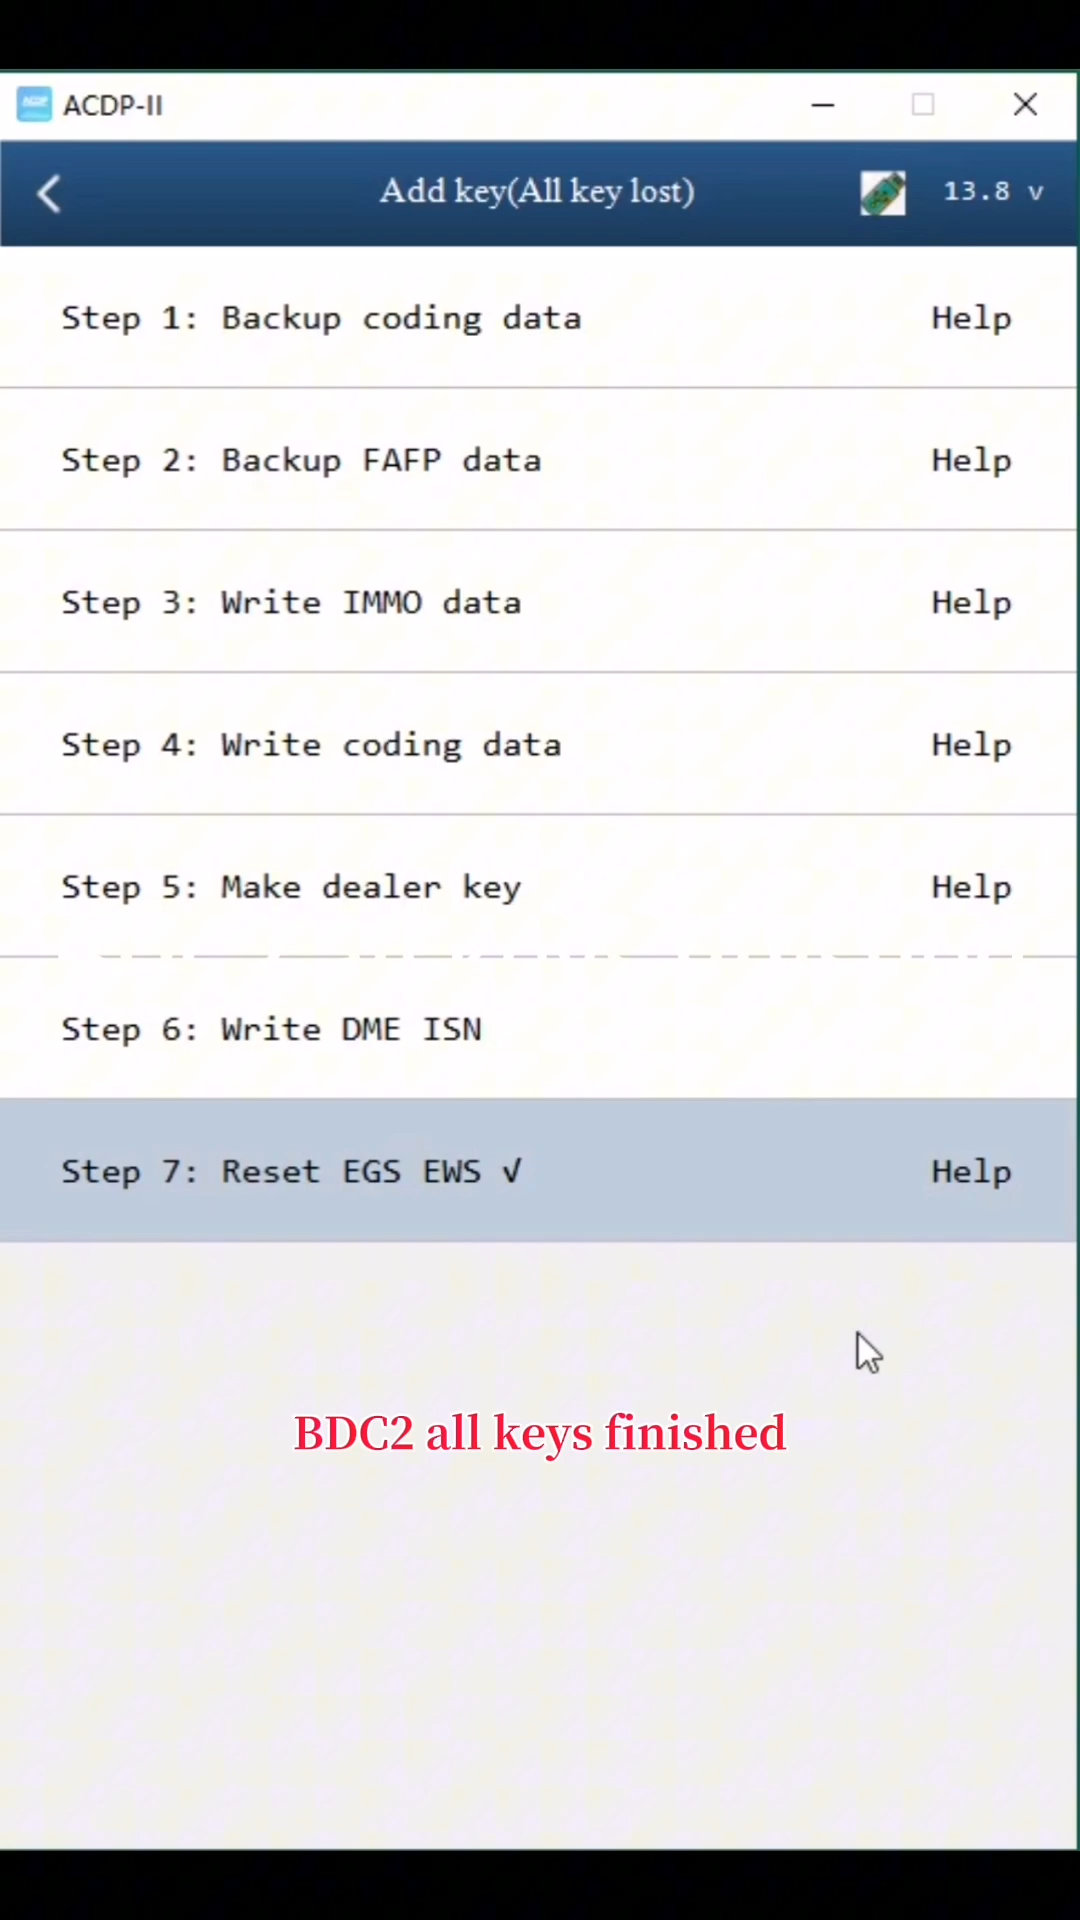 ACDP-II
Add key(All key lost) 13.8 v
Step 1: Backup coding data Help
Step 2: Backup FAFP data Help
Step 3: Write IMMO data Help
Step 4: Write coding data Help
Step 5: Make dealer key Help
Step 6: Write DME ISN
Step 7: Reset EGS EWS √ Help
BDC2 all keys finished